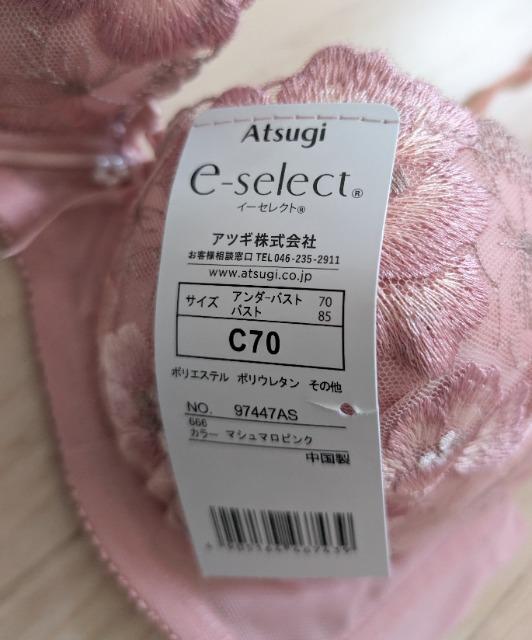 Atsugi
e-select®
イーセレクト®
アツギ株式会社
お客様相談窓口 TEL 046-235-2911
www.atsugi.co.jp
サイズ アンダーバスト 70
バスト 85
C70
ポリエステル ポリウレタン その他
NO. 97447AS
666
カラー マシュマロピンク
中国製